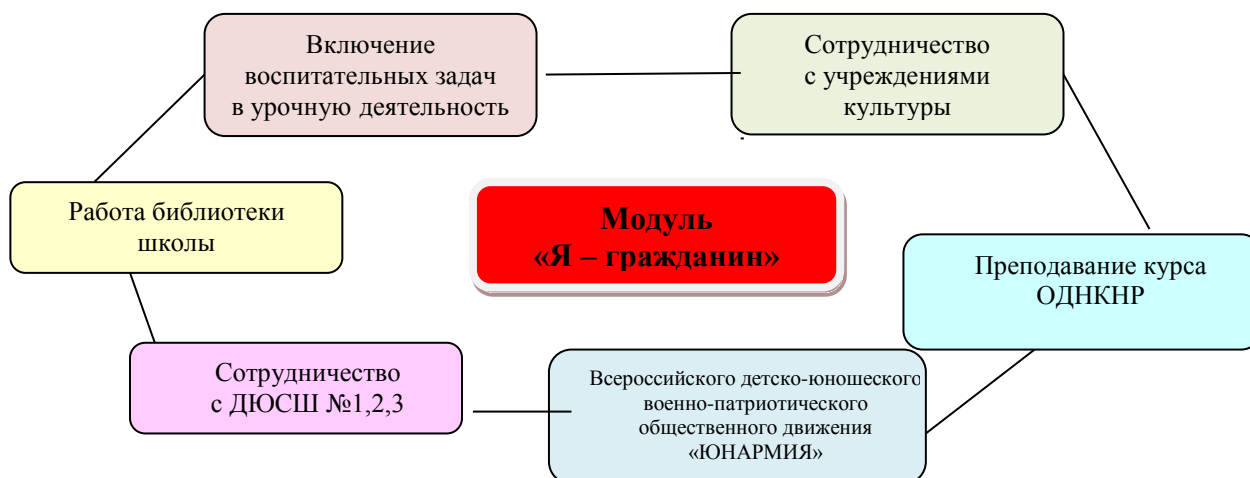 Включение
воспитательных задач
в урочную деятельность
Сотрудничество
с учреждениями
культуры
Работа библиотеки
школы
Модуль
«Я – гражданин»
Преподавание курса
ОДНКНР
Сотрудничество
с ДЮСШ №1,2,3
Всероссийского детско-юношеского
военно-патриотического
общественного движения
«ЮНАРМИЯ»